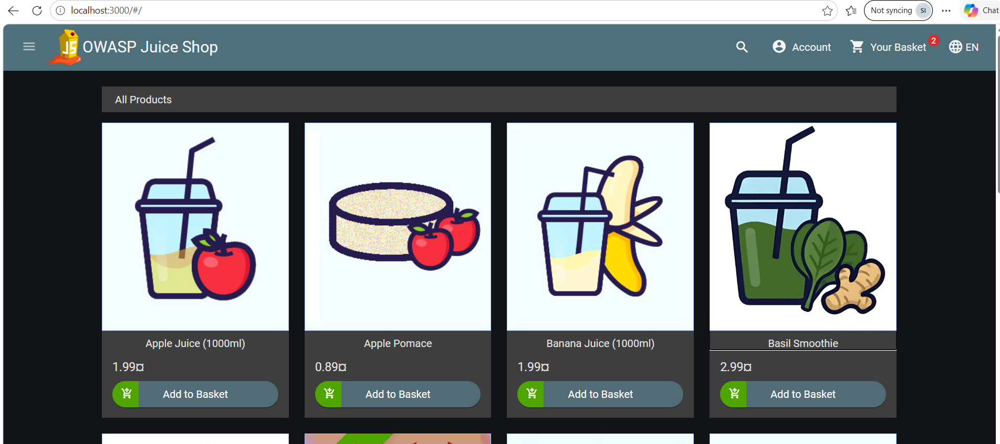 localhost:3000/#/
Not syncing SI
Chat
JS OWASP Juice Shop
Account
Your Basket 2
EN
All Products
Apple Juice (1000ml)
1.99¤
Add to Basket
Apple Pomace
0.89¤
Add to Basket
Banana Juice (1000ml)
1.99¤
Add to Basket
Basil Smoothie
2.99¤
Add to Basket